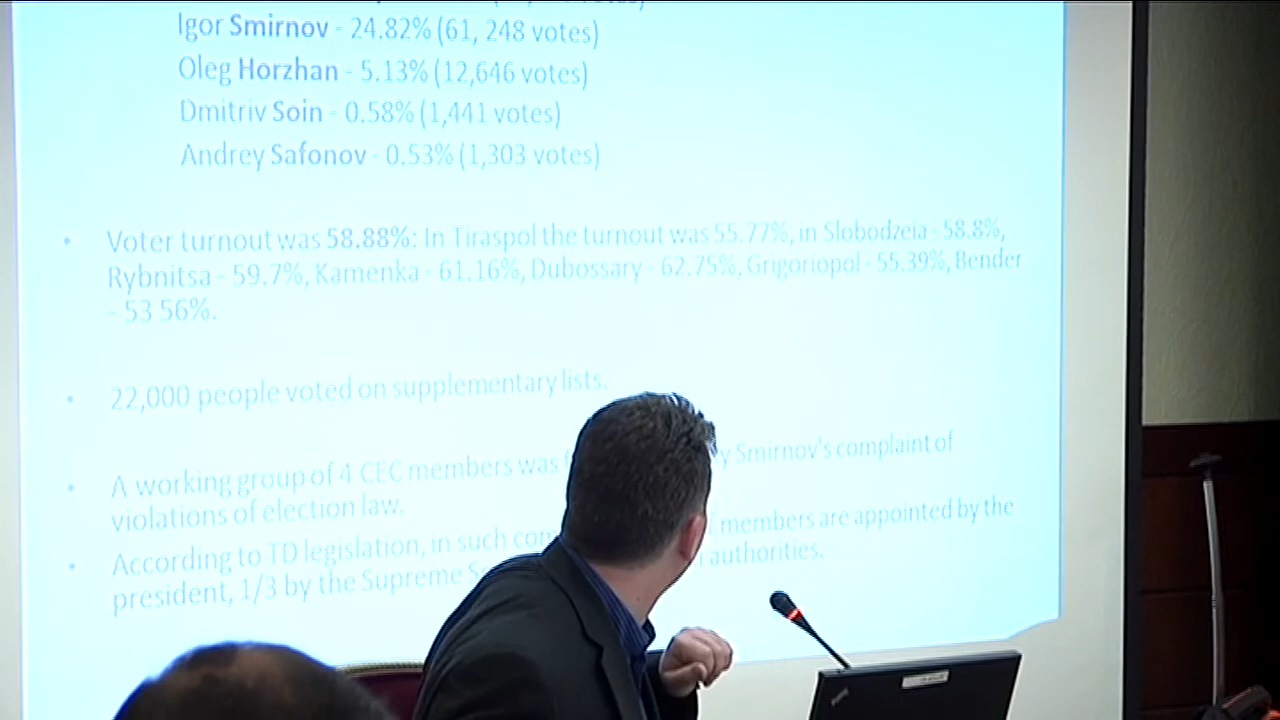 Igor Smirnov - 24.82% (61, 248 votes)
Oleg Horzhan - 5.13% (12,646 votes)
Dmitriv Soin - 0.58% (1,441 votes)
Andrey Safonov - 0.53% (1,303 votes)
• Voter turnout was 58.88%: In Tiraspol the turnout was 55.77%, in Slobodzeia - 58.8%,
Rybnitsa - 59.7%, Kamenka - 61.16%, Dubossary - 62.75%, Grigoriopol - 55.39%, Bender
- 53 56%.
• 22,000 people voted on supplementary lists.
• A working group of 4 CEC members was Smirnov's complaint of
violations of election law.
• According to TD legislation, in such members are appointed by the
president, 1/3 by the Supreme authorities.